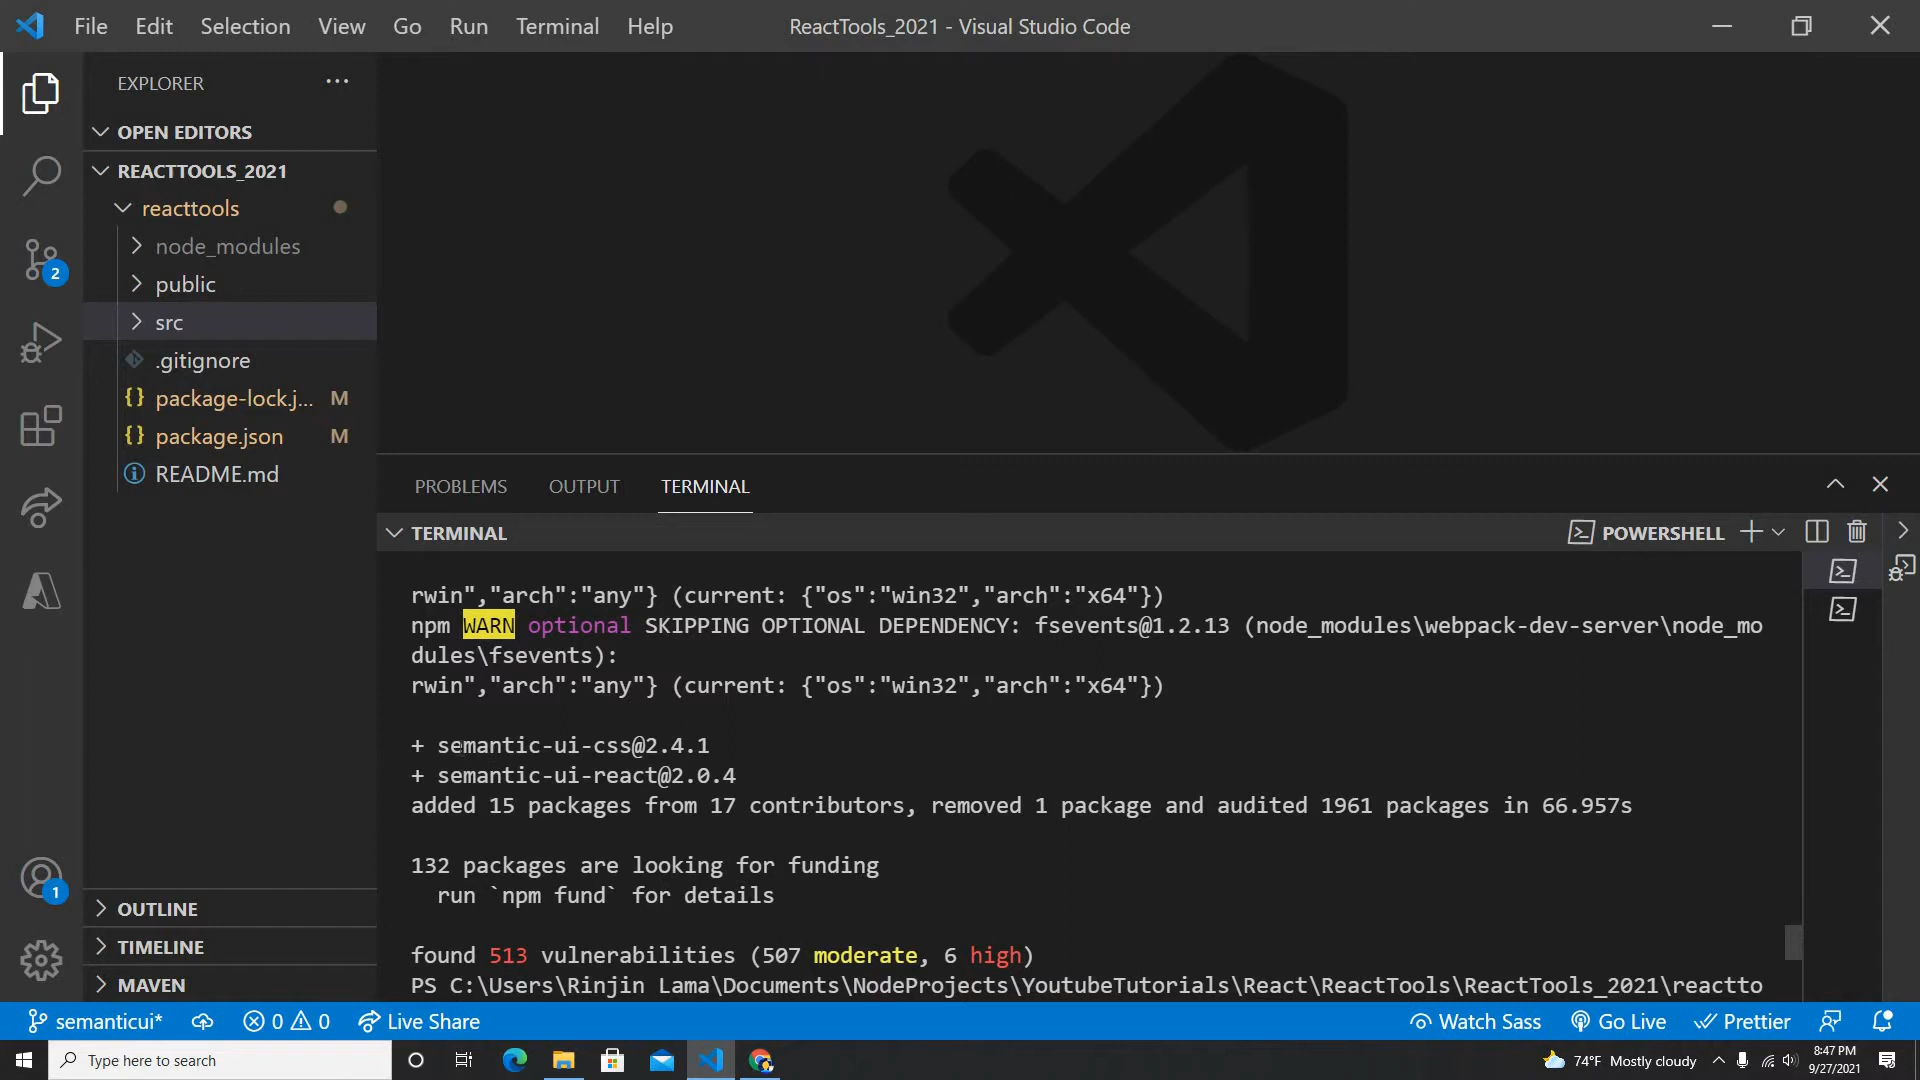 File Edit Selection View Go Run Terminal Help
ReactTools_2021 - Visual Studio Code
EXPLORER
OPEN EDITORS
REACTTOOLS_2021
reacttools
node_modules
public
src
.gitignore
package-lock.j... M
package.json M
README.md
2
1
OUTLINE
TIMELINE
MAVEN
PROBLEMS OUTPUT TERMINAL
TERMINAL
POWERSHELL
rwin","arch":"any"} (current: {"os":"win32","arch":"x64"})
npm WARN optional SKIPPING OPTIONAL DEPENDENCY: fsevents@1.2.13 (node_modules\webpack-dev-server\node_mo
dules\fsevents):
rwin","arch":"any"} (current: {"os":"win32","arch":"x64"})
+ semantic-ui-css@2.4.1
+ semantic-ui-react@2.0.4
added 15 packages from 17 contributors, removed 1 package and audited 1961 packages in 66.957s
132 packages are looking for funding
run `npm fund` for details
found 513 vulnerabilities (507 moderate, 6 high)
PS C:\Users\Rinjin Lama\Documents\NodeProjects\YoutubeTutorials\React\ReactTools\ReactTools_2021\reactto
semanticui* 0 0 Live Share
Watch Sass Go Live Prettier
Type here to search
74°F Mostly cloudy
8:47 PM
9/27/2021